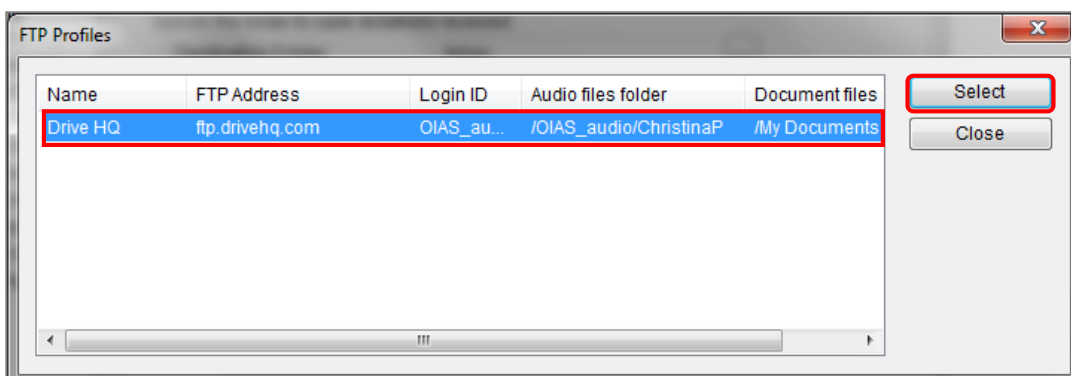 FTP Profiles
Name FTP Address Login ID Audio files folder Document files
Drive HQ ftp.drivehq.com OIAS_au... /OIAS_audio/ChristinaP /My Documents
Select
Close